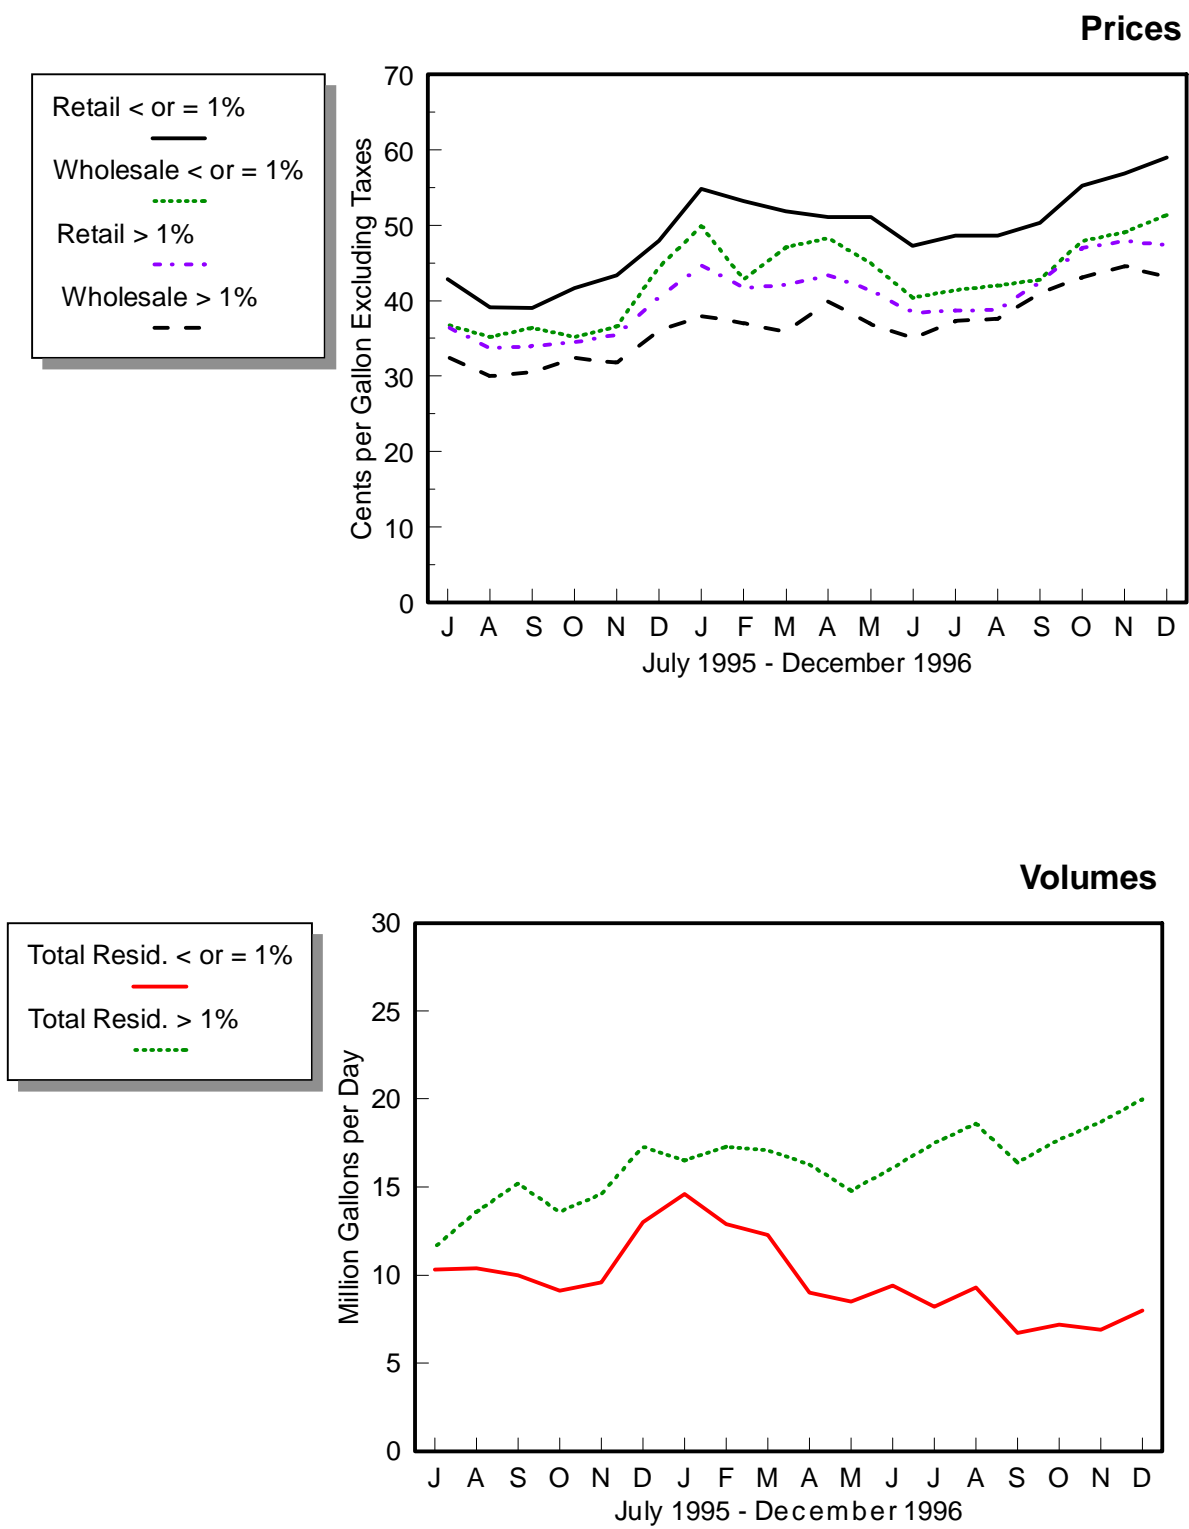 Prices
Retail < or = 1%
Wholesale < or = 1%
Retail > 1%
Wholesale > 1%
Cents per Gallon Excluding Taxes
70
60
50
40
30
20
10
0
J A S O N D J F M A M J J A S O N D
July 1995 - December 1996
Volumes
Total Resid. < or = 1%
Total Resid. > 1%
Million Gallons per Day
30
25
20
15
10
5
0
J A S O N D J F M A M J J A S O N D
July 1995 - December 1996